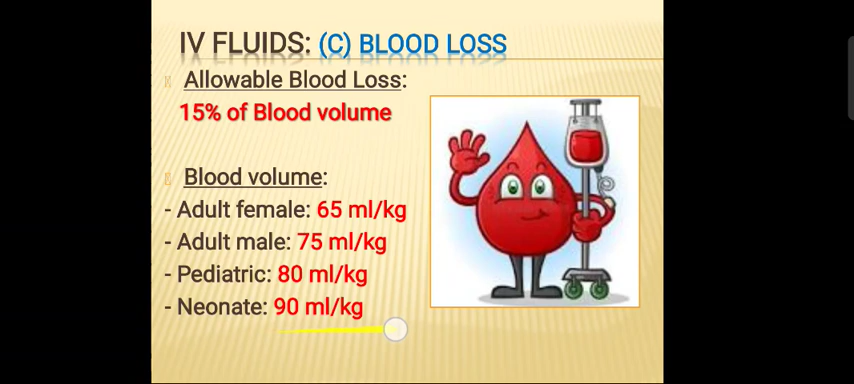 IV FLUIDS: (C) BLOOD LOSS
Allowable Blood Loss:
15% of Blood volume
Blood volume:
- Adult female: 65 ml/kg
- Adult male: 75 ml/kg
- Pediatric: 80 ml/kg
- Neonate: 90 ml/kg